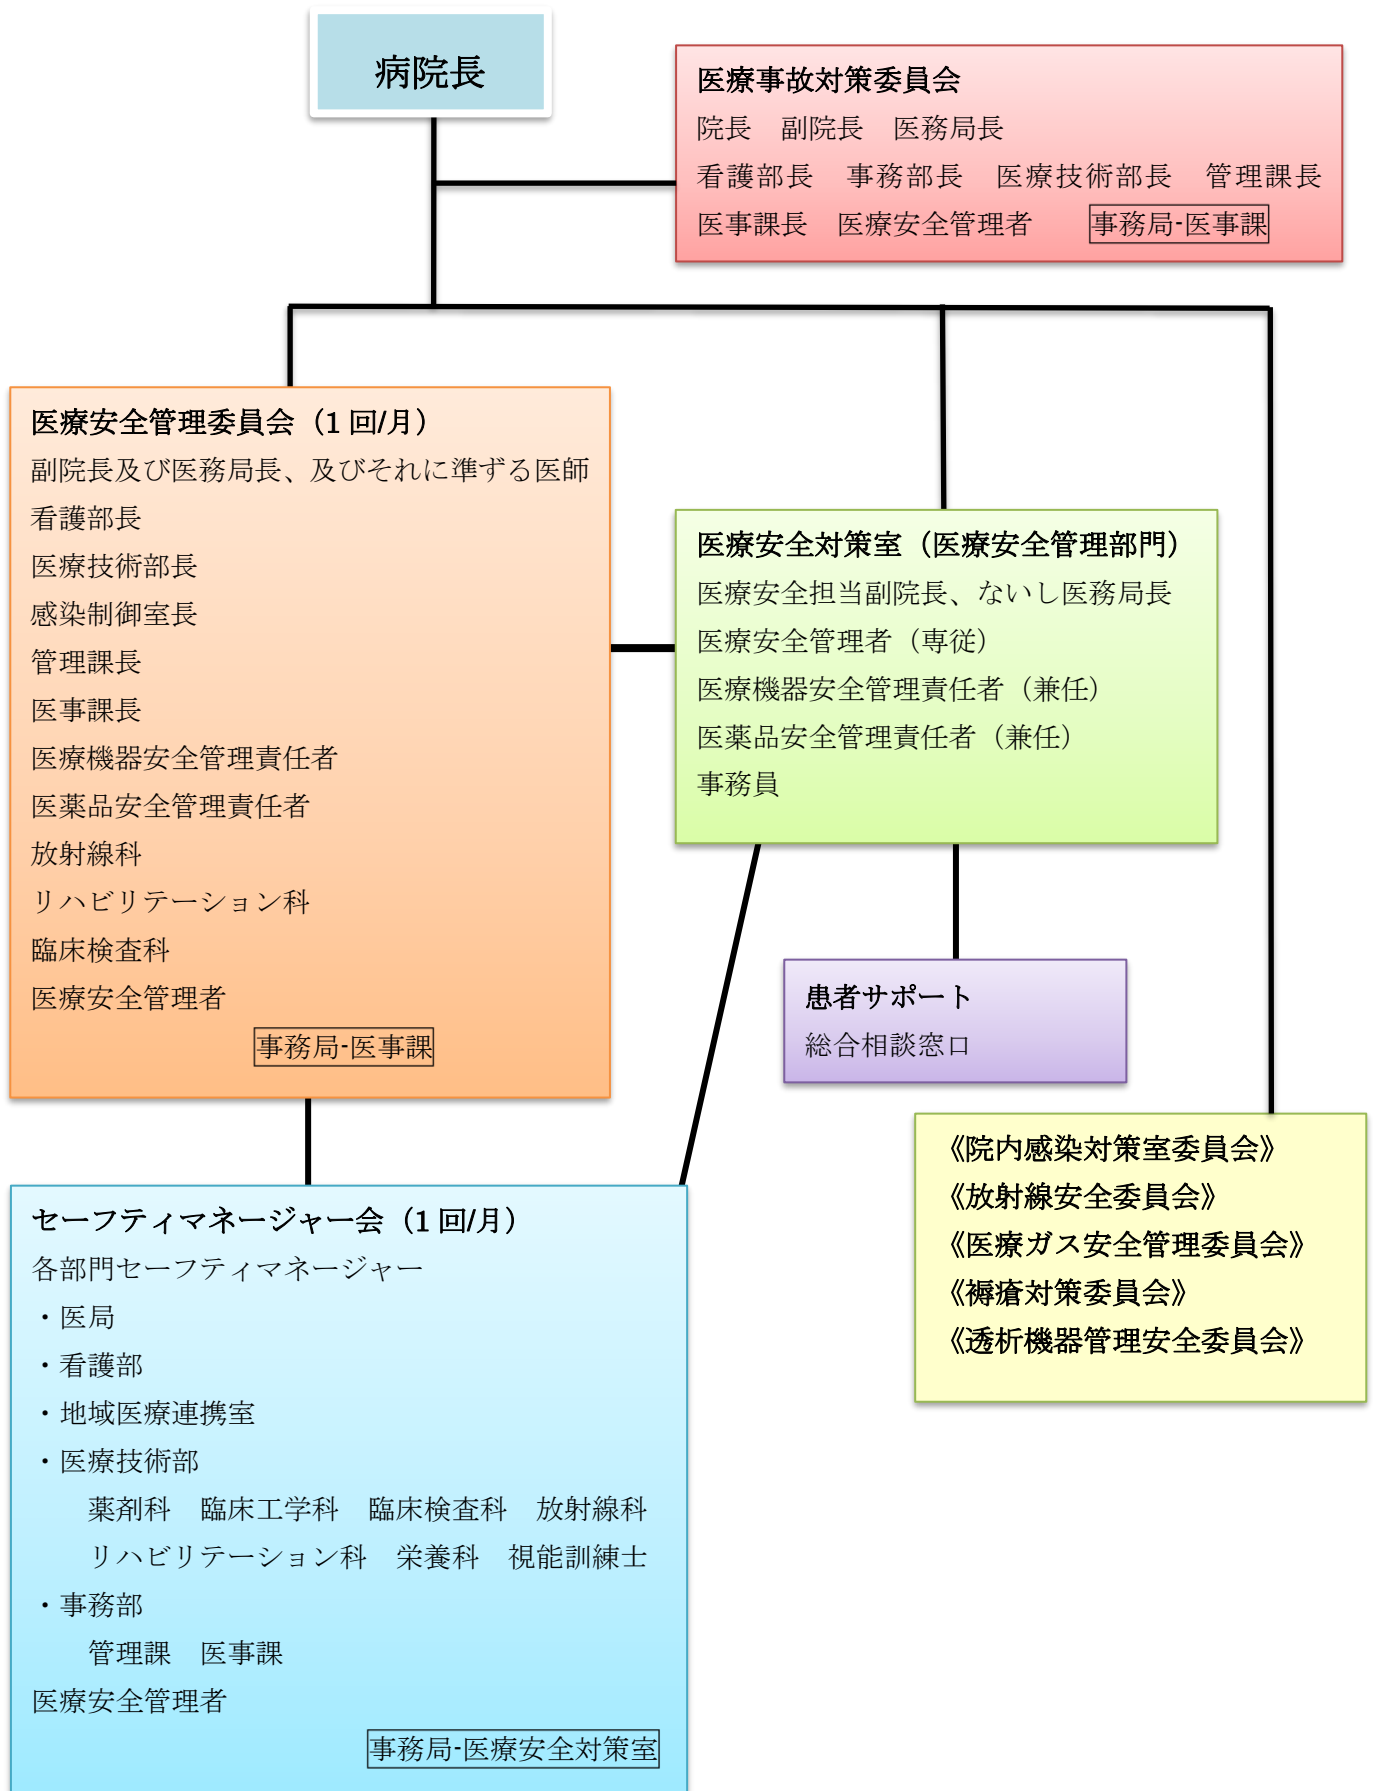 病院長
医療事故対策委員会
院長　副院長　医務局長
看護部長　事務部長　医療技術部長　管理課長
医事課長　医療安全管理者　事務局-医事課
医療安全管理委員会（1 回/月）
副院長及び医務局長、及びそれに準ずる医師
看護部長
医療技術部長
感染制御室長
管理課長
医事課長
医療機器安全管理責任者
医薬品安全管理責任者
放射線科
リハビリテーション科
臨床検査科
医療安全管理者
事務局-医事課
医療安全対策室（医療安全管理部門）
医療安全担当副院長、ないし医務局長
医療安全管理者（専従）
医療機器安全管理責任者（兼任）
医薬品安全管理責任者（兼任）
事務員
患者サポート
総合相談窓口
《院内感染対策室委員会》
《放射線安全委員会》
《医療ガス安全管理委員会》
《褥瘡対策委員会》
《透析機器管理安全委員会》
セーフティマネージャー会（1 回/月）
各部門セーフティマネージャー
・医局
・看護部
・地域医療連携室
・医療技術部
薬剤科　臨床工学科　臨床検査科　放射線科
リハビリテーション科　栄養科　視能訓練士
・事務部
管理課　医事課
医療安全管理者
事務局-医療安全対策室